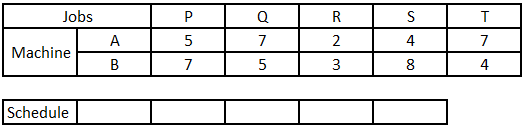 Jobs P Q R S T
Machine A 5 7 2 4 7
B 7 5 3 8 4
Schedule